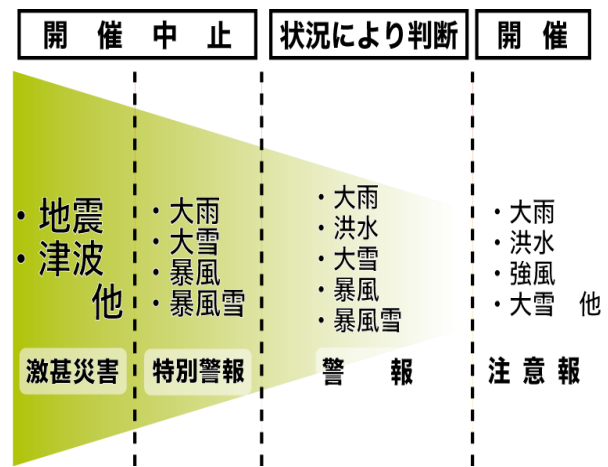 開催中止
状況により判断
開催
・地震
・津波
他
・大雨
・大雪
・暴風
・暴風雪
・大雨
・洪水
・大雪
・暴風
・暴風雪
・大雨
・洪水
・強風
・大雪　他
激甚災害
特別警報
警報
注意報